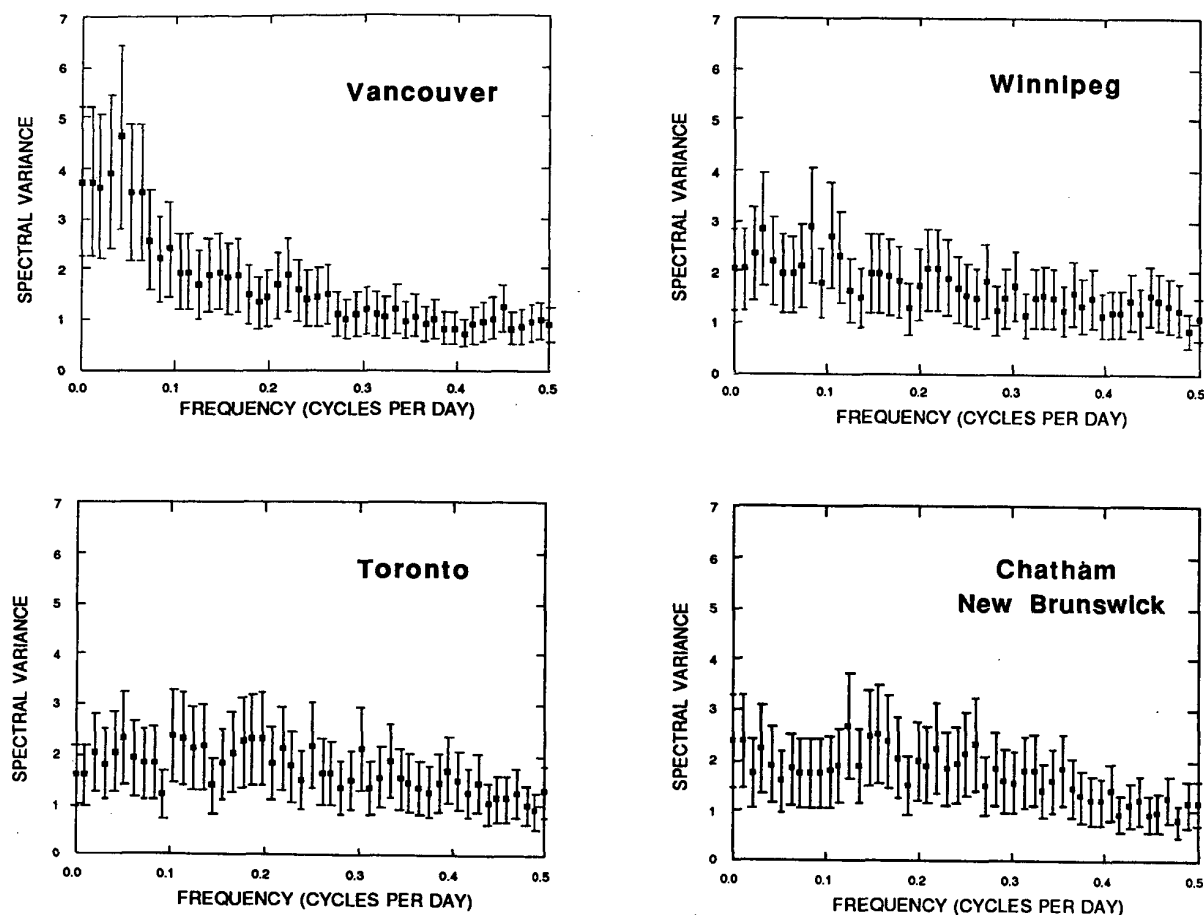 7
6
5
4
3
2
1
0
SPECTRAL VARIANCE
Vancouver
0.0 0.1 0.2 0.3 0.4 0.5
FREQUENCY (CYCLES PER DAY)
7
6
5
4
3
2
1
0
SPECTRAL VARIANCE
Winnipeg
0.0 0.1 0.2 0.3 0.4 0.5
FREQUENCY (CYCLES PER DAY)
7
6
5
4
3
2
1
0
SPECTRAL VARIANCE
Toronto
0.0 0.1 0.2 0.3 0.4 0.5
FREQUENCY (CYCLES PER DAY)
7
6
5
4
3
2
1
0
SPECTRAL VARIANCE
Chatham
New Brunswick
0.0 0.1 0.2 0.3 0.4 0.5
FREQUENCY (CYCLES PER DAY)